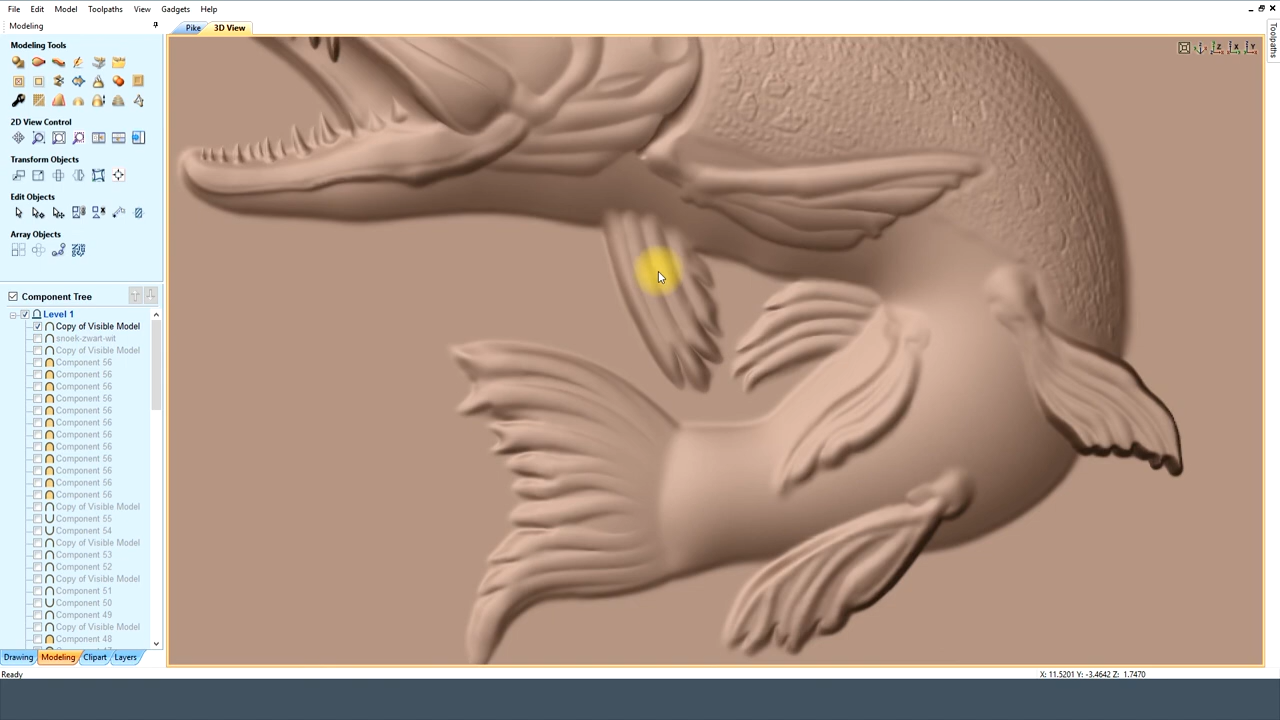 File Edit Model Toolpaths View Gadgets Help
Modeling
Pike 3D View
Toolpaths
Modeling Tools
2D View Control
Transform Objects
Edit Objects
Array Objects
Component Tree
Level 1
Copy of Visible Model
snoek-zwart-wit
Copy of Visible Model
Component 56
Component 56
Component 56
Component 56
Component 56
Component 56
Component 56
Component 56
Component 56
Component 56
Component 56
Component 56
Copy of Visible Model
Component 55
Component 54
Copy of Visible Model
Component 53
Component 52
Copy of Visible Model
Component 51
Component 50
Component 49
Copy of Visible Model
Component 48
Drawing Modeling Clipart Layers
Ready
X: 11.5201 Y: -3.4642 Z: 1.7470